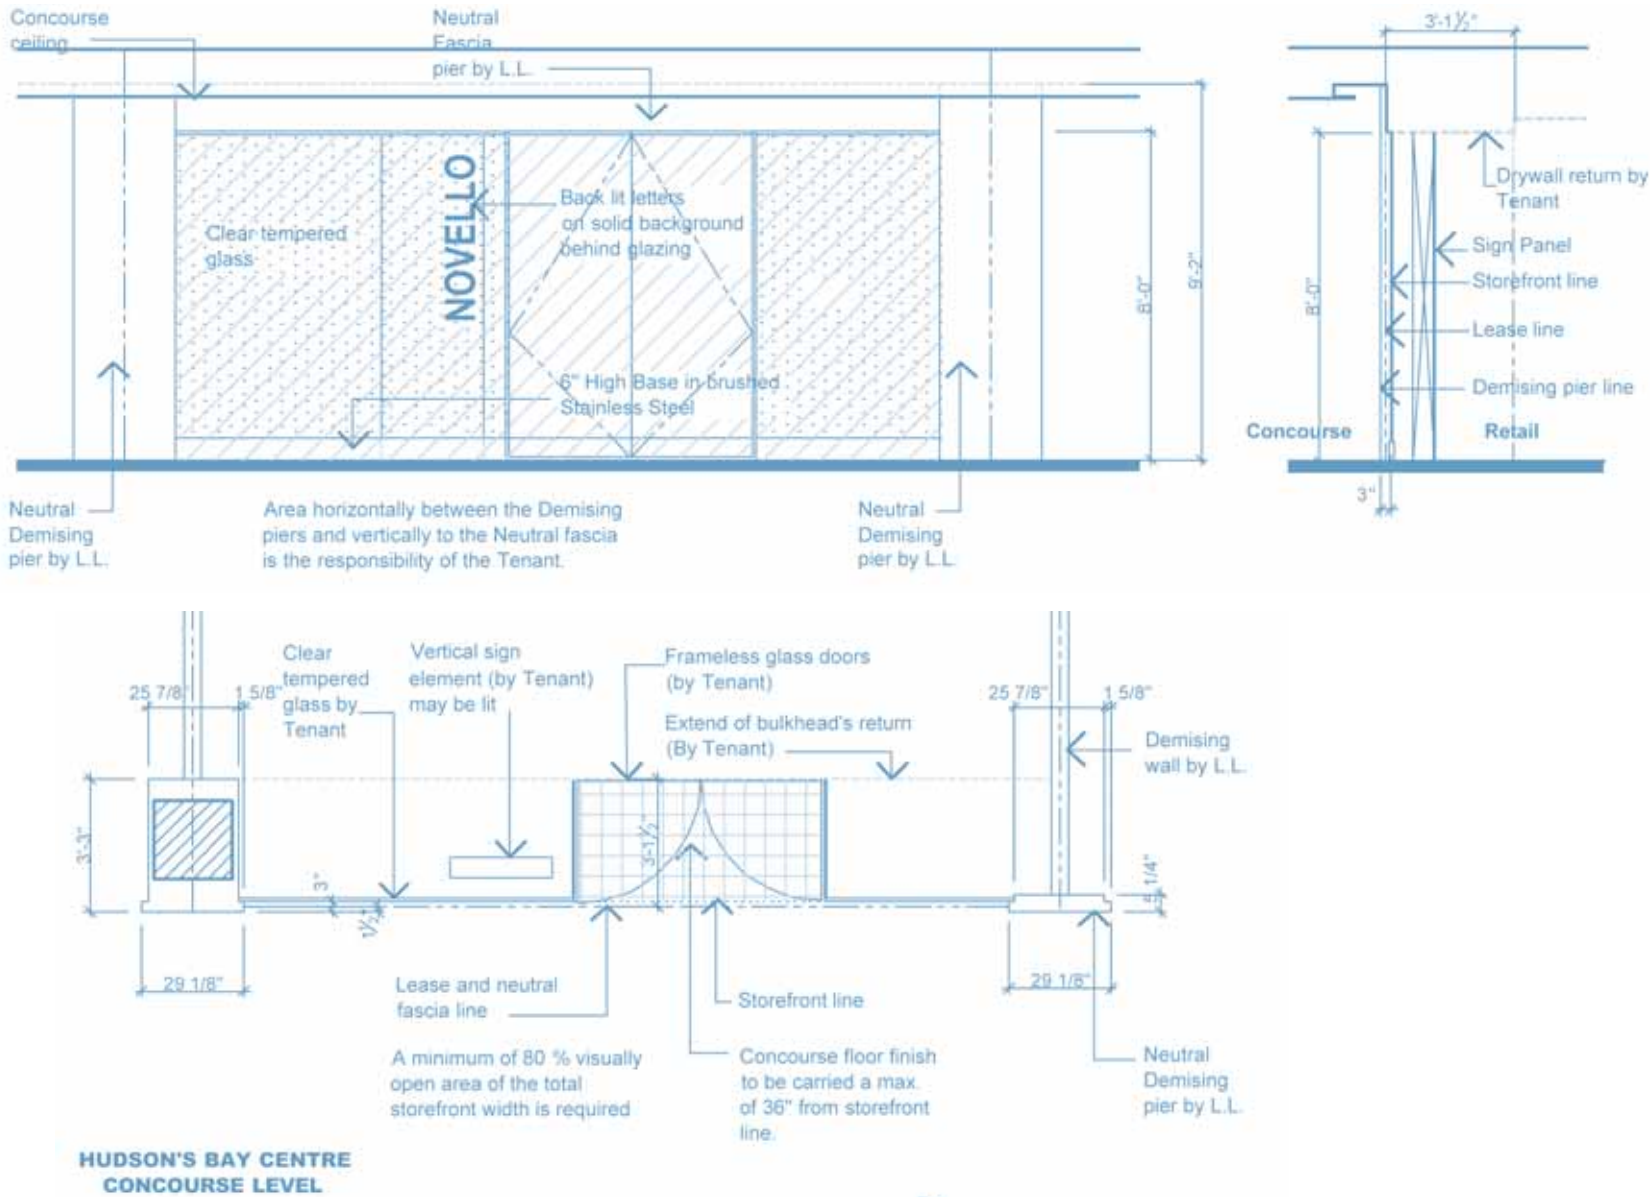 Concourse
ceiling
Neutral
Fascia
pier by L.L.
3'-1½"
NOVELLO
Clear tempered
glass
Back lit letters
on solid background
behind glazing
6" High Base in brushed
Stainless Steel
8'-0"
9'-2"
8'-0"
Drywall return by
Tenant
Sign Panel
Storefront line
Lease line
Demising pier line
Concourse
Retail
3"
Neutral
Demising
pier by L.L.
Area horizontally between the Demising
piers and vertically to the Neutral fascia
is the responsibility of the Tenant.
Neutral
Demising
pier by L.L.
25 7/8"
1 5/8"
Clear
tempered
glass by
Tenant
Vertical sign
element (by Tenant)
may be lit
Frameless glass doors
(by Tenant)
Extend of bulkhead's return
(By Tenant)
25 7/8"
1 5/8"
Demising
wall by L.L.
3'-3"
3"
1½"
3'-1½"
5 1/4"
29 1/8"
29 1/8"
Lease and neutral
fascia line
Storefront line
A minimum of 80 % visually
open area of the total
storefront width is required
Concourse floor finish
to be carried a max.
of 36" from storefront
line.
Neutral
Demising
pier by L.L.
HUDSON'S BAY CENTRE
CONCOURSE LEVEL